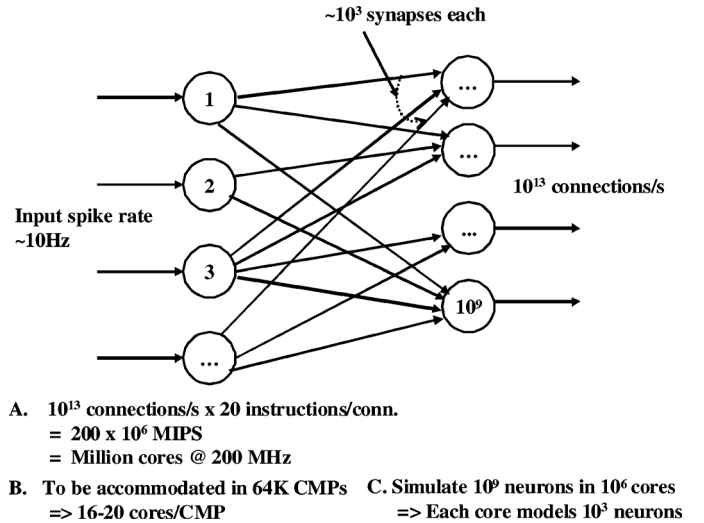 ~10³ synapses each
1
...
2
...
10¹³ connections/s
Input spike rate
~10Hz
3
...
10⁹
...
A. 10¹³ connections/s x 20 instructions/conn.
= 200 x 10⁶ MIPS
= Million cores @ 200 MHz
B. To be accommodated in 64K CMPs
=> 16-20 cores/CMP
C. Simulate 10⁹ neurons in 10⁶ cores
=> Each core models 10³ neurons